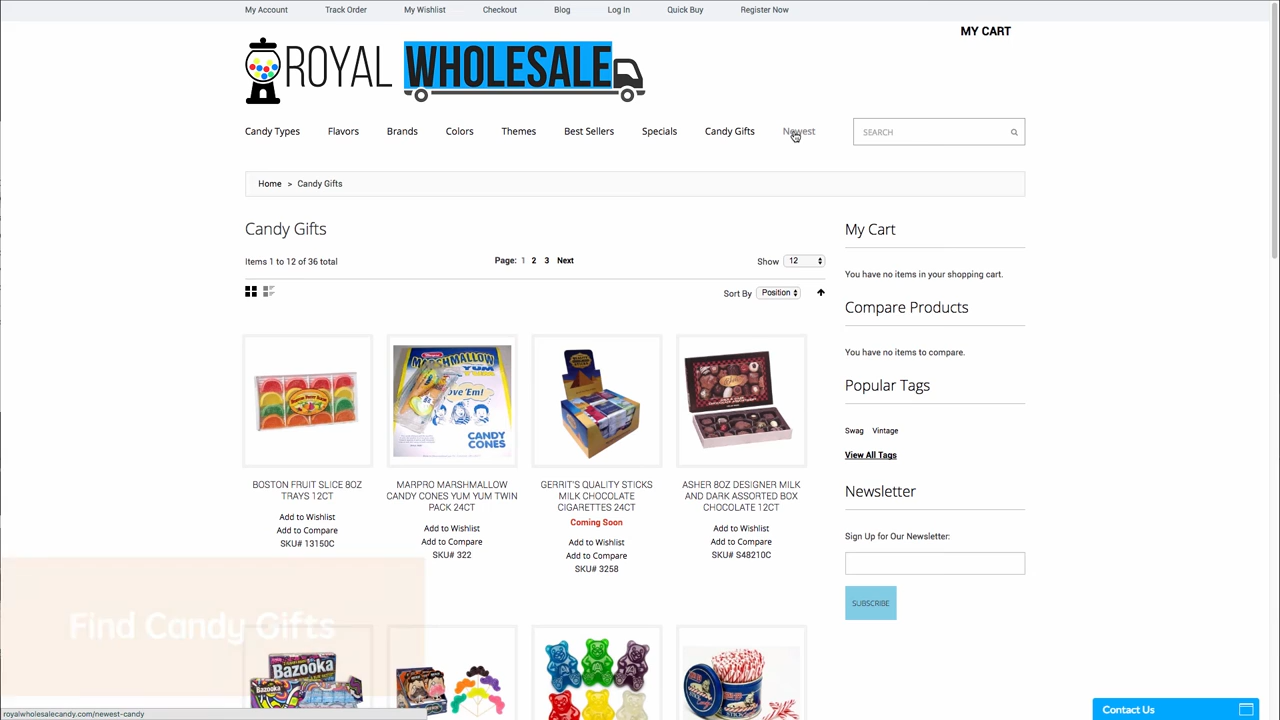 My Account Track Order My Wishlist Checkout Blog Log In Quick Buy Register Now
MY CART
ROYAL WHOLESALE
Candy Types Flavors Brands Colors Themes Best Sellers Specials Candy Gifts Newest SEARCH
Home > Candy Gifts
Candy Gifts
Items 1 to 12 of 36 total Page: 1 2 3 Next Show 12
Sort By Position
My Cart
You have no items in your shopping cart.
Compare Products
You have no items to compare.
Popular Tags
Swag Vintage
View All Tags
Newsletter
Sign Up for Our Newsletter:
SUBSCRIBE
MARSHMALLOW
YUM YUM
Love 'Em!
CANDY
CONES
BOSTON FRUIT SLICE 8OZ
TRAYS 12CT
Add to Wishlist
Add to Compare
SKU# 13150C
MARPRO MARSHMALLOW
CANDY CONES YUM YUM TWIN
PACK 24CT
Add to Wishlist
Add to Compare
SKU# 322
GERRIT'S QUALITY STICKS
MILK CHOCOLATE
CIGARETTES 24CT
Coming Soon
Add to Wishlist
Add to Compare
SKU# 3258
ASHER 8OZ DESIGNER MILK
AND DARK ASSORTED BOX
CHOCOLATE 12CT
Add to Wishlist
Add to Compare
SKU# S48210C
Find Candy Gifts
Bazooka
Bazooka
royalwholesalecandy.com/newest-candy
Contact Us